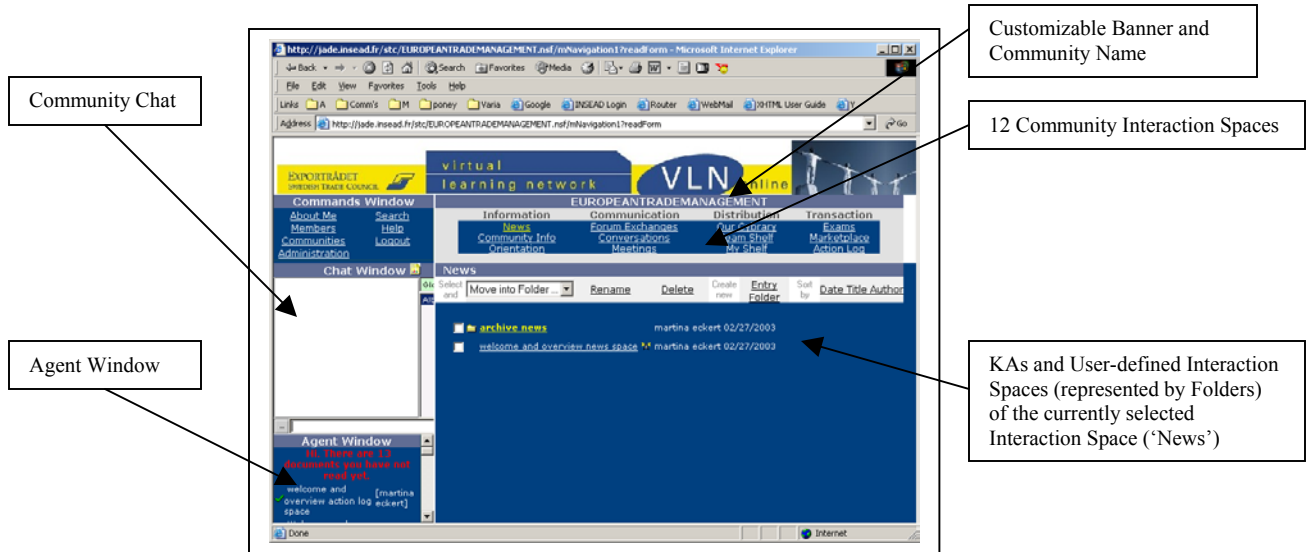 Customizable Banner and
Community Name
Community Chat
12 Community Interaction Spaces
Agent Window
KAs and User-defined Interaction
Spaces (represented by Folders)
of the currently selected
Interaction Space (‘News’)
http://jade.insead.fr/stc/EUROPEANTRADEMANAGEMENT.nsf/mNavigation1?readForm - Microsoft Internet Explorer
Back Search Favorites Media
File Edit View Favorites Tools Help
Links A Comm's M poney Varia Google INSEAD Login Router WebMail XHTML User Guide Y
Address http://jade.insead.fr/stc/EUROPEANTRADEMANAGEMENT.nsf/mNavigation1?readForm Go
EXPORTRÅDET
SWEDISH TRADE COUNCIL
virtual
learning network
VLN online
Commands Window
About Me Search
Members Help
Communities Logout
Administration
EUROPEANTRADEMANAGEMENT
Information Communication Distribution Transaction
News Forum Exchanges Our Library Exams
Community Info Conversations Team Shelf Marketplace
Orientation Meetings My Shelf Action Log
Chat Window
News
Select and Move into Folder ... Rename Delete Create new Entry Folder Sort by Date Title Author
archive news martina eckert 02/27/2003
welcome and overview news space martina eckert 02/27/2003
Agent Window
Hi. There are 13
documents you have not
read yet.
welcome and
overview action log
space
[martina
eckert]
Done Internet